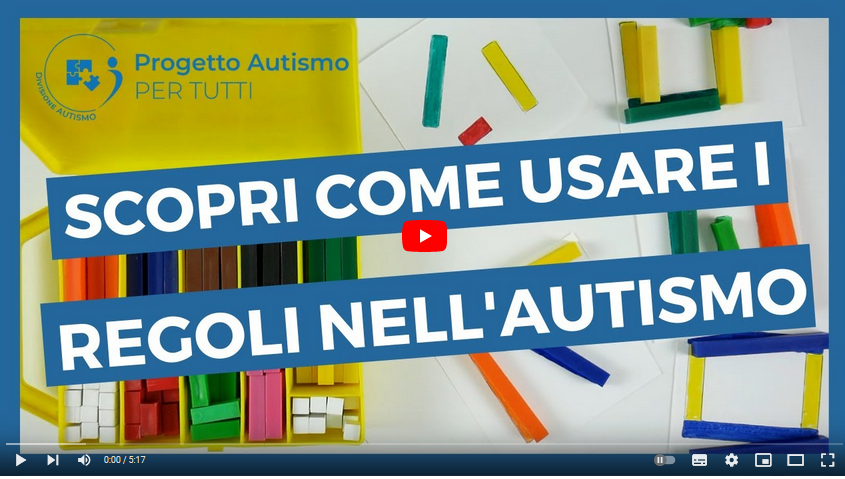 Progetto Autismo
PER TUTTI
DIVISIONE AUTISMO
SCOPRI COME USARE I
REGOLI NELL'AUTISMO
0:00 / 5:17